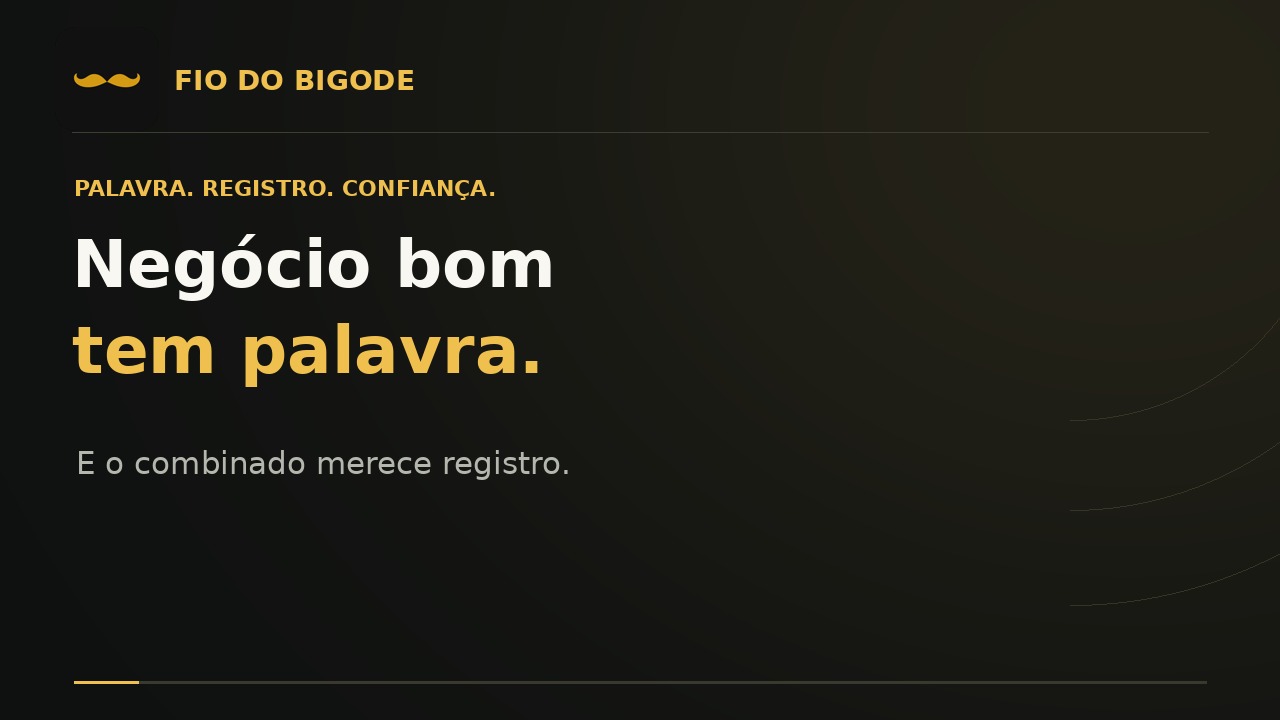 FIO DO BIGODE
PALAVRA. REGISTRO. CONFIANÇA.
Negócio bom
tem palavra.
E o combinado merece registro.